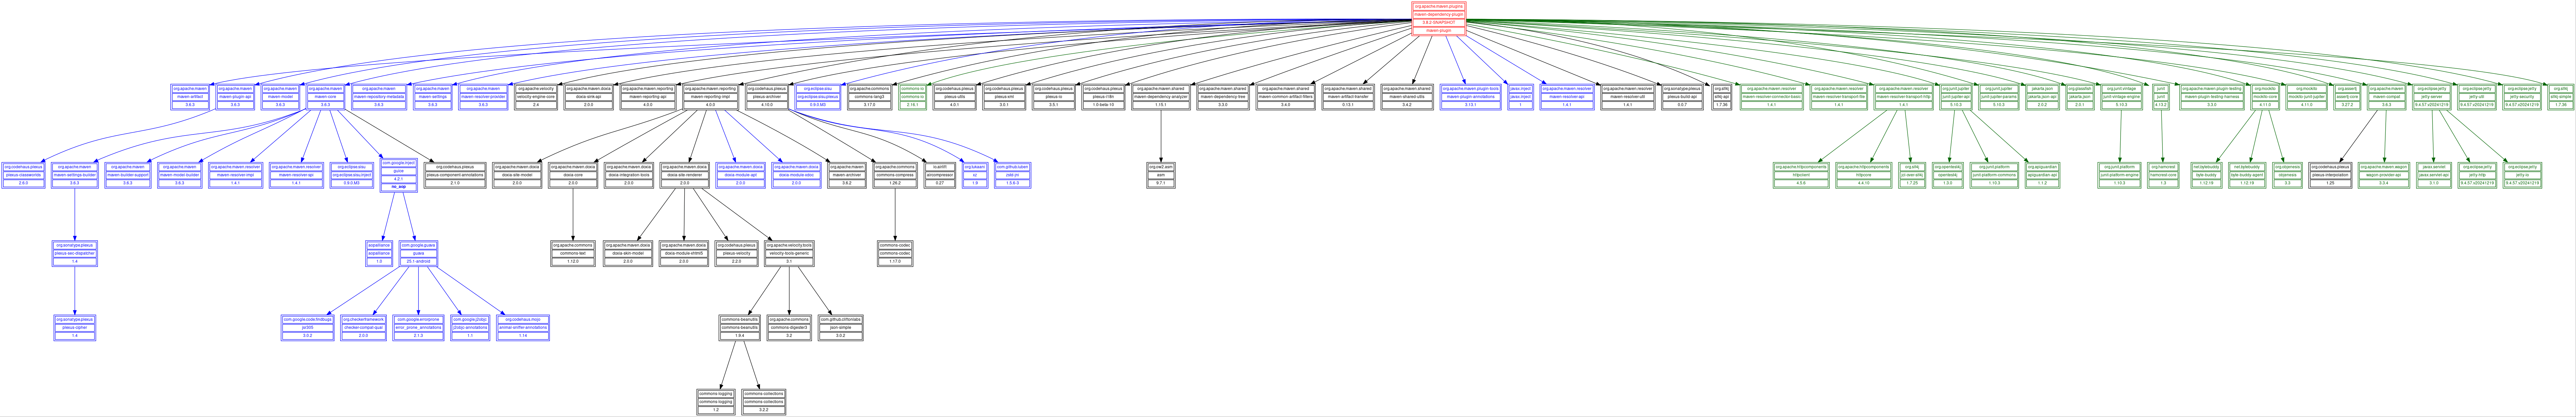 org.apache.maven.plugins
maven-dependency-plugin
3.8.2-SNAPSHOT
maven-plugin
org.apache.maven
maven-artifact
3.6.3
org.apache.maven
maven-plugin-api
3.6.3
org.apache.maven
maven-model
3.6.3
org.apache.maven
maven-core
3.6.3
org.apache.maven
maven-repository-metadata
3.6.3
org.apache.maven
maven-settings
3.6.3
org.apache.maven
maven-resolver-provider
3.6.3
org.apache.velocity
velocity-engine-core
2.4
org.apache.maven.doxia
doxia-sink-api
2.0.0
org.apache.maven.reporting
maven-reporting-api
4.0.0
org.apache.maven.reporting
maven-reporting-impl
4.0.0
org.codehaus.plexus
plexus-archiver
4.10.0
org.eclipse.sisu
org.eclipse.sisu.plexus
0.9.0.M3
org.apache.commons
commons-lang3
3.17.0
commons-io
commons-io
2.18.1
org.codehaus.plexus
plexus-utils
4.0.1
org.codehaus.plexus
plexus-xml
3.0.1
org.codehaus.plexus
plexus-io
3.5.1
org.codehaus.plexus
plexus-i18n
1.0-beta-10
org.apache.maven.shared
maven-dependency-analyzer
1.15.1
org.apache.maven.shared
maven-dependency-tree
3.3.0
org.apache.maven.shared
maven-common-artifact-filters
3.4.0
org.apache.maven.shared
maven-artifact-transfer
0.13.1
org.apache.maven.shared
maven-shared-utils
3.4.2
org.apache.maven.plugin-tools
maven-plugin-annotations
3.13.1
javax.inject
javax.inject
1
org.apache.maven.resolver
maven-resolver-api
1.4.1
org.apache.maven.resolver
maven-resolver-util
1.4.1
org.sonatype.plexus
plexus-build-api
0.0.7
org.slf4j
slf4j-api
1.7.36
org.apache.maven.resolver
maven-resolver-connector-basic
1.4.1
org.apache.maven.resolver
maven-resolver-transport-file
1.4.1
org.apache.maven.resolver
maven-resolver-transport-http
1.4.1
org.junit.jupiter
junit-jupiter-api
5.10.3
org.junit.jupiter
junit-jupiter-params
5.10.3
jakarta.json
jakarta.json-api
2.0.2
org.glassfish
jakarta.json
2.0.1
org.junit.vintage
junit-vintage-engine
5.10.3
junit
junit
4.13.2
org.apache.maven.plugin-testing
maven-plugin-testing-harness
3.3.0
org.mockito
mockito-core
4.11.0
org.mockito
mockito-junit-jupiter
4.11.0
org.assertj
assertj-core
3.27.2
org.apache.maven
maven-compat
3.6.3
org.eclipse.jetty
jetty-server
9.4.57.v20241219
org.eclipse.jetty
jetty-util
9.4.57.v20241219
org.eclipse.jetty
jetty-security
9.4.57.v20241219
org.slf4j
slf4j-simple
1.7.36
org.codehaus.plexus
plexus-classworlds
2.6.0
org.apache.maven
maven-settings-builder
3.6.3
org.apache.maven
maven-builder-support
3.6.3
org.apache.maven
maven-model-builder
3.6.3
org.apache.maven.resolver
maven-resolver-impl
1.4.1
org.apache.maven.resolver
maven-resolver-spi
1.4.1
org.eclipse.sisu
org.eclipse.sisu.inject
0.9.0.M3
com.google.inject
guice
4.2.1
no_aop
org.codehaus.plexus
plexus-component-annotations
2.1.0
org.apache.maven.doxia
doxia-site-model
2.0.0
org.apache.maven.doxia
doxia-core
2.0.0
org.apache.maven.doxia
doxia-integration-tools
2.0.0
org.apache.maven.doxia
doxia-site-renderer
2.0.0
org.apache.maven.doxia
doxia-module-apt
2.0.0
org.apache.maven.doxia
doxia-module-xdoc
2.0.0
org.apache.maven
maven-archiver
3.6.2
org.apache.commons
commons-compress
1.26.2
io.airlift
aircompressor
0.27
org.tukaani
xz
1.9
com.github.luben
zstd-jni
1.5.6-3
org.ow2.asm
asm
9.7.1
org.apache.httpcomponents
httpclient
4.5.6
org.apache.httpcomponents
httpcore
4.4.10
org.slf4j
jcl-over-slf4j
1.7.25
org.opentest4j
opentest4j
1.3.0
org.junit.platform
junit-platform-commons
1.10.3
org.apiguardian
apiguardian-api
1.1.2
org.junit.platform
junit-platform-engine
1.10.3
org.hamcrest
hamcrest-core
1.3
net.bytebuddy
byte-buddy
1.12.19
net.bytebuddy
byte-buddy-agent
1.12.19
org.objenesis
objenesis
3.3
org.codehaus.plexus
plexus-interpolation
1.25
org.apache.maven.wagon
wagon-provider-api
3.3.4
javax.servlet
javax.servlet-api
3.1.0
org.eclipse.jetty
jetty-http
9.4.57.v20241219
org.eclipse.jetty
jetty-io
9.4.57.v20241219
org.sonatype.plexus
plexus-sec-dispatcher
1.4
aopalliance
aopalliance
1.0
com.google.guava
guava
25.1-android
org.apache.commons
commons-text
1.12.0
org.apache.maven.doxia
doxia-skin-model
2.0.0
org.apache.maven.doxia
doxia-module-xhtml5
2.0.0
org.codehaus.plexus
plexus-velocity
2.2.0
org.apache.velocity.tools
velocity-tools-generic
3.1
commons-codec
commons-codec
1.17.0
org.sonatype.plexus
plexus-cipher
1.4
com.google.code.findbugs
jsr305
3.0.2
org.checkerframework
checker-compat-qual
2.0.0
com.google.errorprone
error_prone_annotations
2.1.3
com.google.j2objc
j2objc-annotations
1.1
org.codehaus.mojo
animal-sniffer-annotations
1.14
commons-beanutils
commons-beanutils
1.9.4
org.apache.commons
commons-digester3
3.2
com.github.cliftonlabs
json-simple
3.0.2
commons-logging
commons-logging
1.2
commons-collections
commons-collections
3.2.2